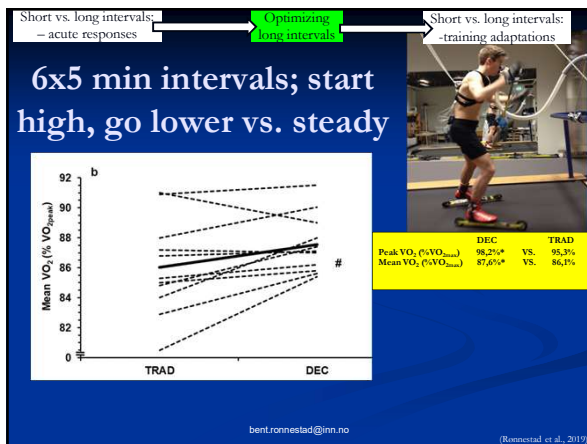 Short vs. long intervals:
– acute responses
Optimizing
long intervals
Short vs. long intervals:
-training adaptations
6x5 min intervals; start
high, go lower vs. steady
b
92
91
90
88
86
84
82
0
Mean VO2 (% VO2peak)
#
TRAD
DEC
DEC TRAD
Peak VO2 (%VO2max) 98,2%* VS. 95,3%
Mean VO2 (%VO2max) 87,6%* VS. 86,1%
bent.ronnestad@inn.no
(Ronnestad et al., 2019